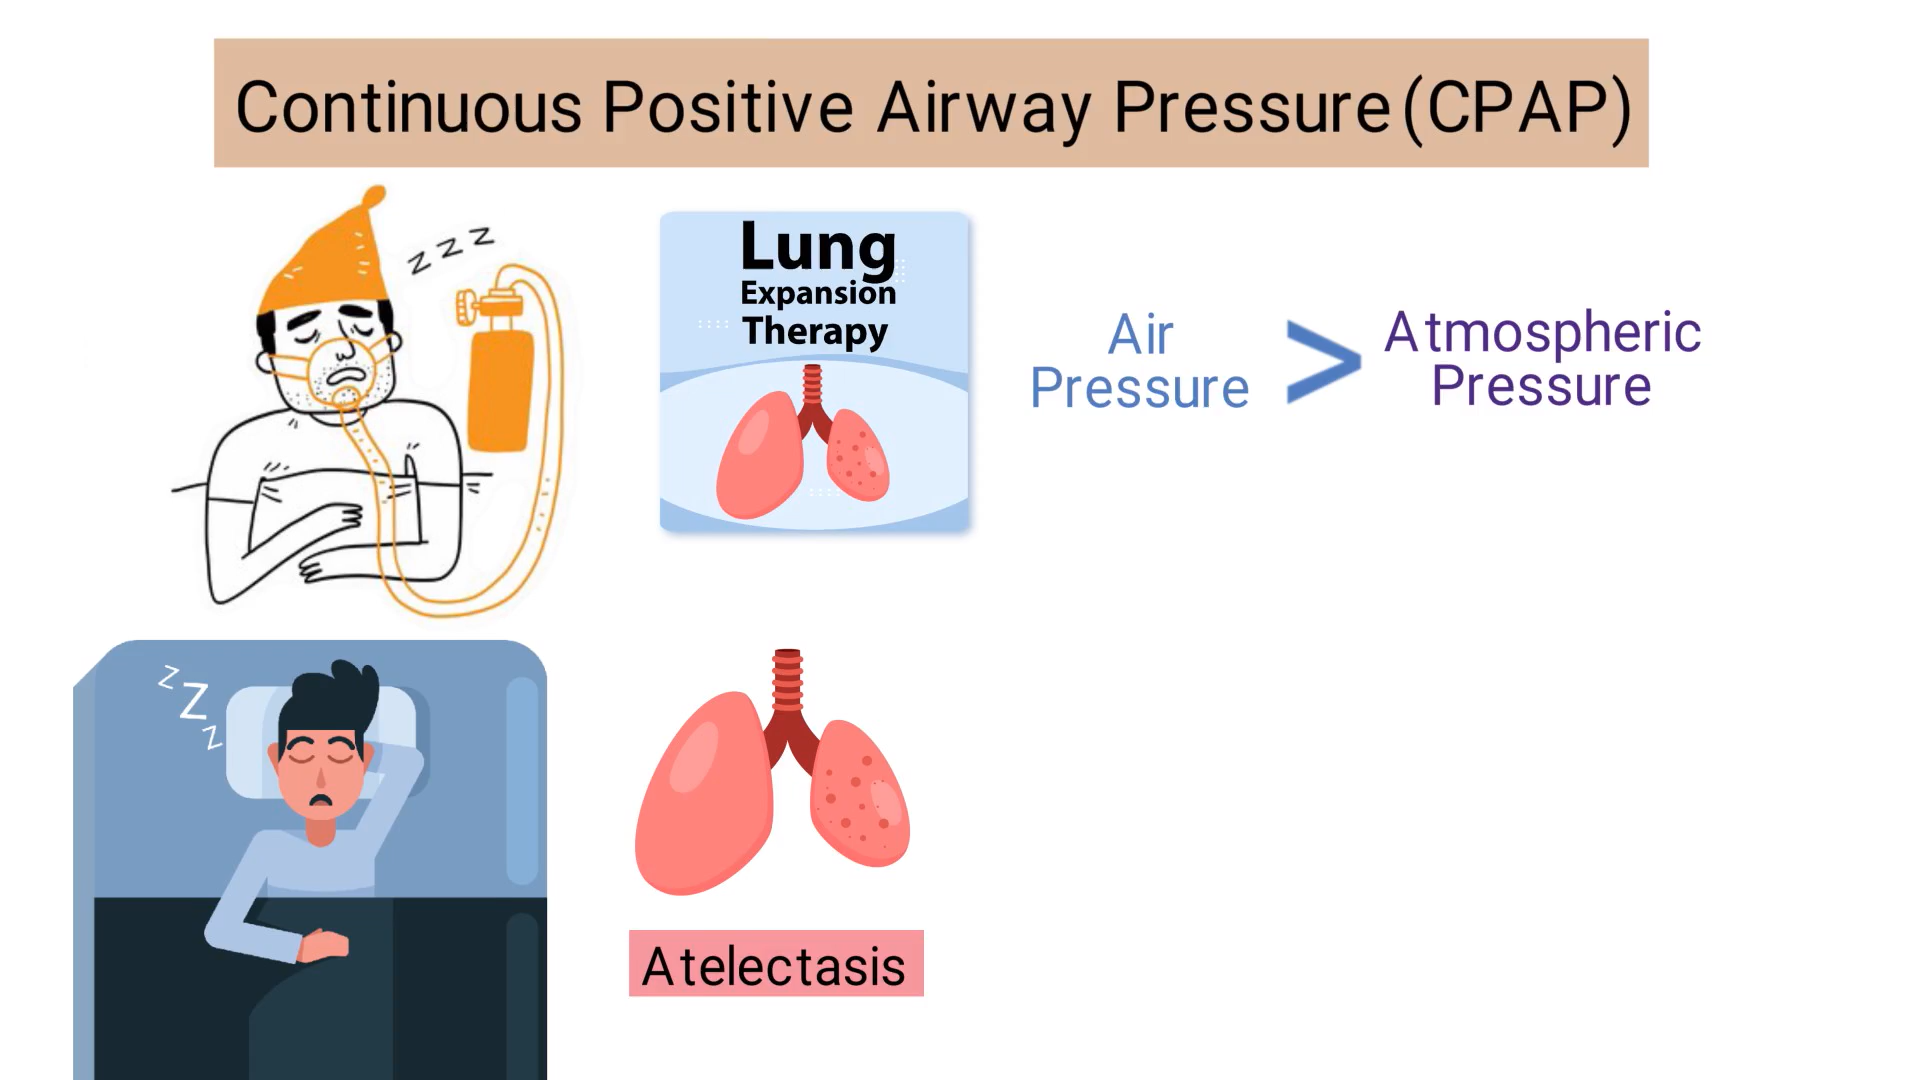 Continuous Positive Airway Pressure (CPAP)
z z z
Lung
Expansion
Therapy
Air
Pressure
>
Atmospheric
Pressure
z
Z
z
Atelectasis